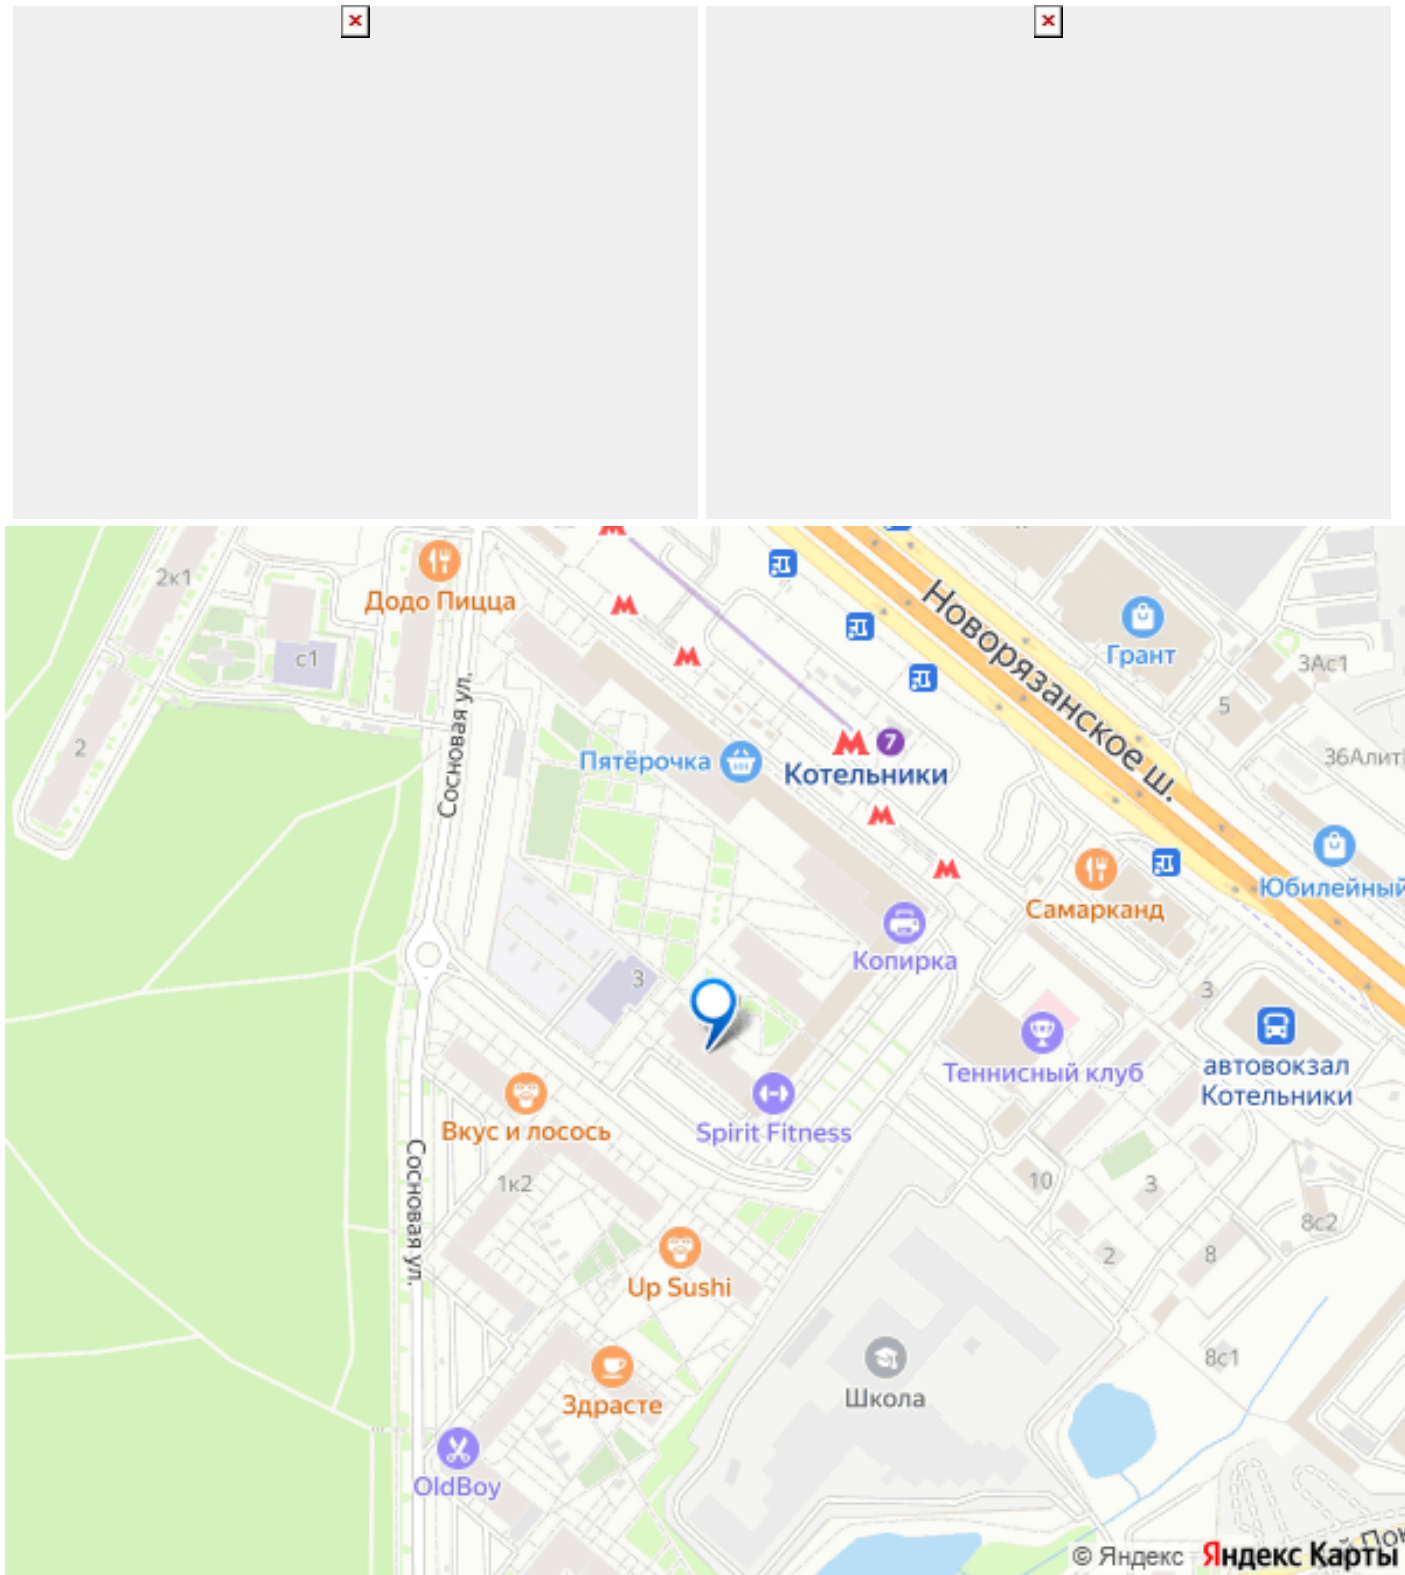 2к1
Додо Пицца
с1
2
Сосновая ул.
Пятёрочка
7
Котельники
Новорязанское ш.
Грант
3Ас1
5
Юбилейный
Самарканд
Копирка
3
3
Теннисный клуб
автовокзал
Котельники
Вкус и лосось
Spirit Fitness
Сосновая ул.
1к2
10
3
8с2
2
8
Up Sushi
8с1
Здрасте
Школа
OldBoy
© Яндекс Яндекс Карты